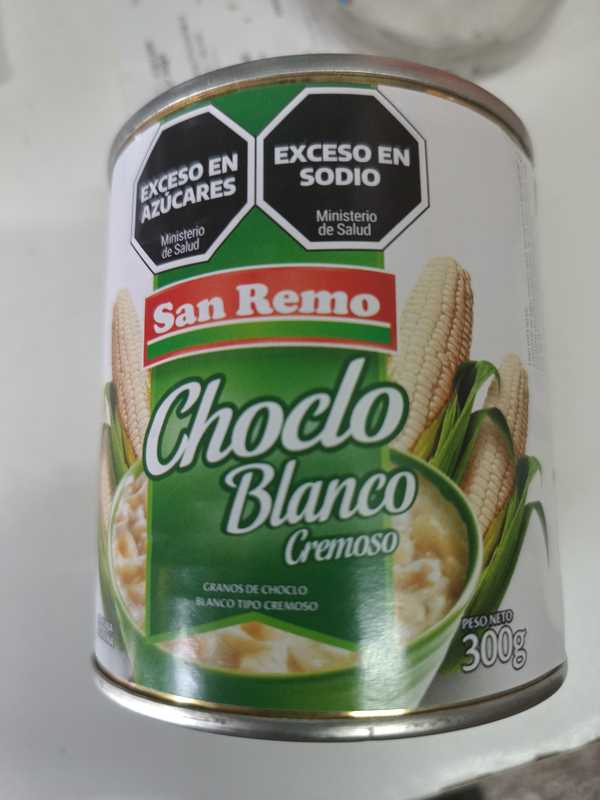 EXCESO EN
AZÚCARES
Ministerio
de Salud
EXCESO EN
SODIO
Ministerio
de Salud
San Remo
Choclo
Blanco
Cremoso
GRANOS DE CHOCLO
BLANCO TIPO CREMOSO
PESO NETO
300g